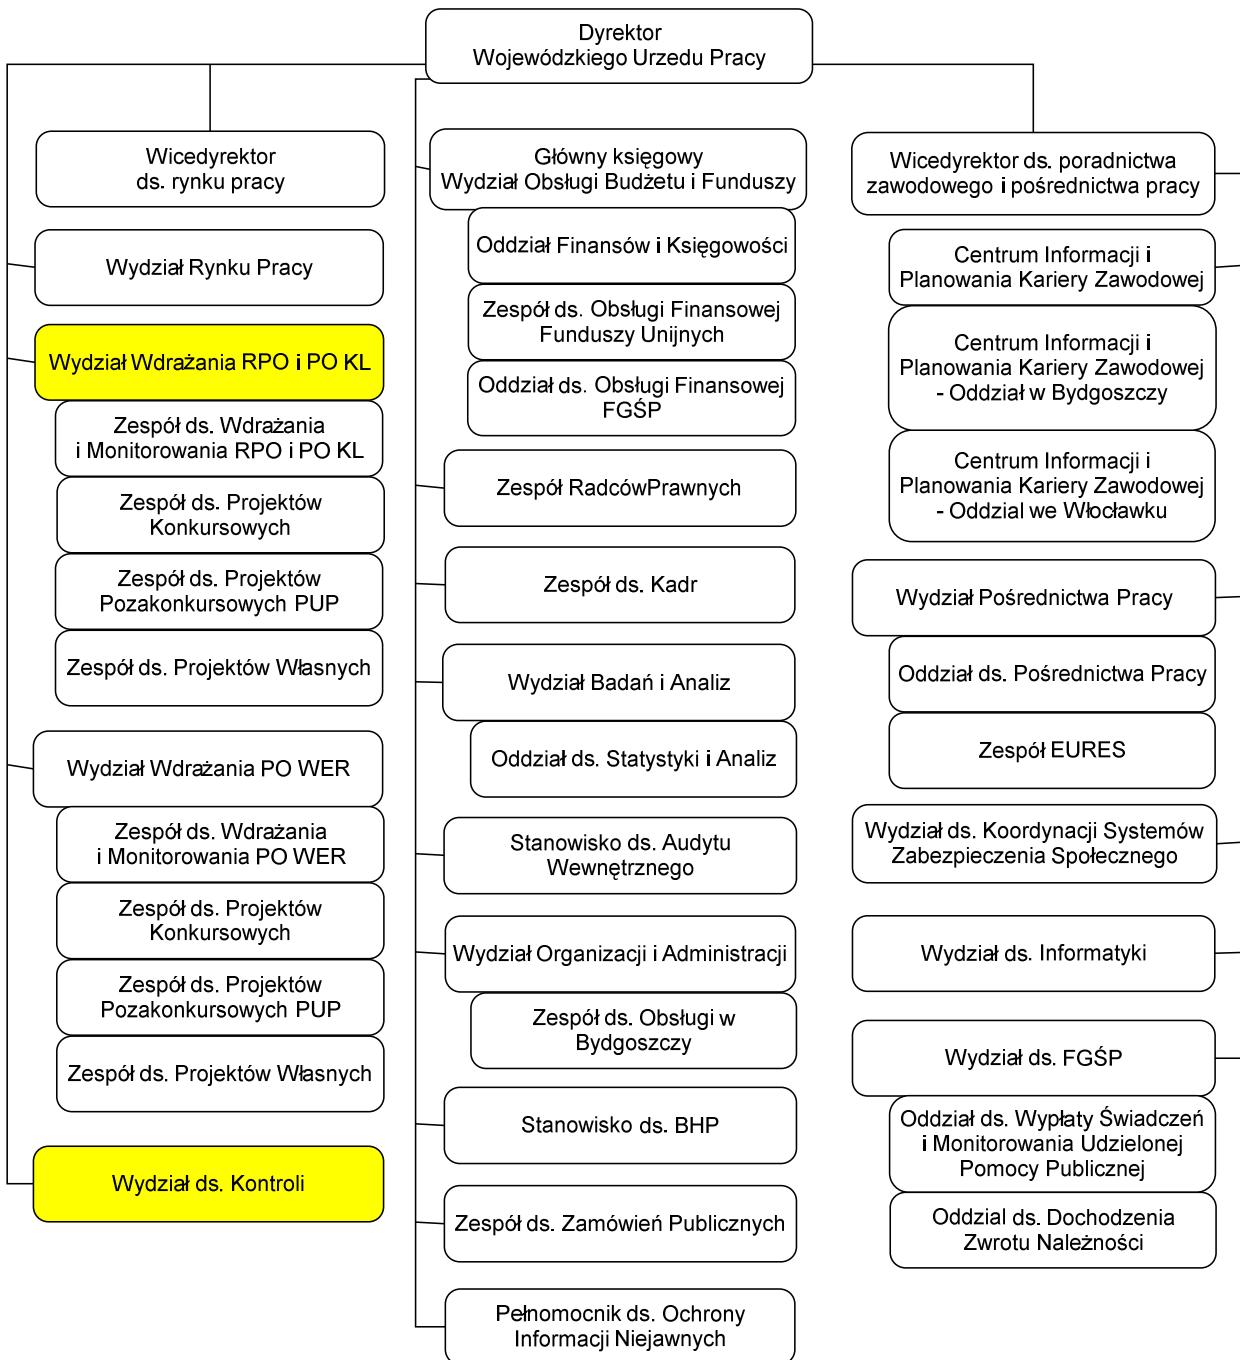 Dyrektor
Wojewódzkiego Urzedu Pracy
Wicedyrektor
ds. rynku pracy
Wydział Rynku Pracy
Wydział Wdrażania RPO i PO KL
Zespół ds. Wdrażania
i Monitorowania RPO i PO KL
Zespół ds. Projektów
Konkursowych
Zespół ds. Projektów
Pozakonkursowych PUP
Zespół ds. Projektów Własnych
Wydział Wdrażania PO WER
Zespół ds. Wdrażania
i Monitorowania PO WER
Zespół ds. Projektów
Konkursowych
Zespół ds. Projektów
Pozakonkursowych PUP
Zespół ds. Projektów Własnych
Wydział ds. Kontroli
Główny księgowy
Wydział Obsługi Budżetu i Funduszy
Oddział Finansów i Księgowości
Zespół ds. Obsługi Finansowej
Funduszy Unijnych
Oddział ds. Obsługi Finansowej
FGŚP
Zespół RadcówPrawnych
Zespół ds. Kadr
Wydział Badań i Analiz
Oddział ds. Statystyki i Analiz
Stanowisko ds. Audytu
Wewnętrznego
Wydział Organizacji i Administracji
Zespół ds. Obsługi w
Bydgoszczy
Stanowisko ds. BHP
Zespół ds. Zamówień Publicznych
Pełnomocnik ds. Ochrony
Informacji Niejawnych
Wicedyrektor ds. poradnictwa
zawodowego i pośrednictwa pracy
Centrum Informacji i
Planowania Kariery Zawodowej
Centrum Informacji i
Planowania Kariery Zawodowej
- Oddział w Bydgoszczy
Centrum Informacji i
Planowania Kariery Zawodowej
- Oddzial we Włocławku
Wydział Pośrednictwa Pracy
Oddział ds. Pośrednictwa Pracy
Zespół EURES
Wydział ds. Koordynacji Systemów
Zabezpieczenia Społecznego
Wydział ds. Informatyki
Wydział ds. FGŚP
Oddział ds. Wypłaty Świadczeń
i Monitorowania Udzielonej
Pomocy Publicznej
Oddzial ds. Dochodzenia
Zwrotu Należności